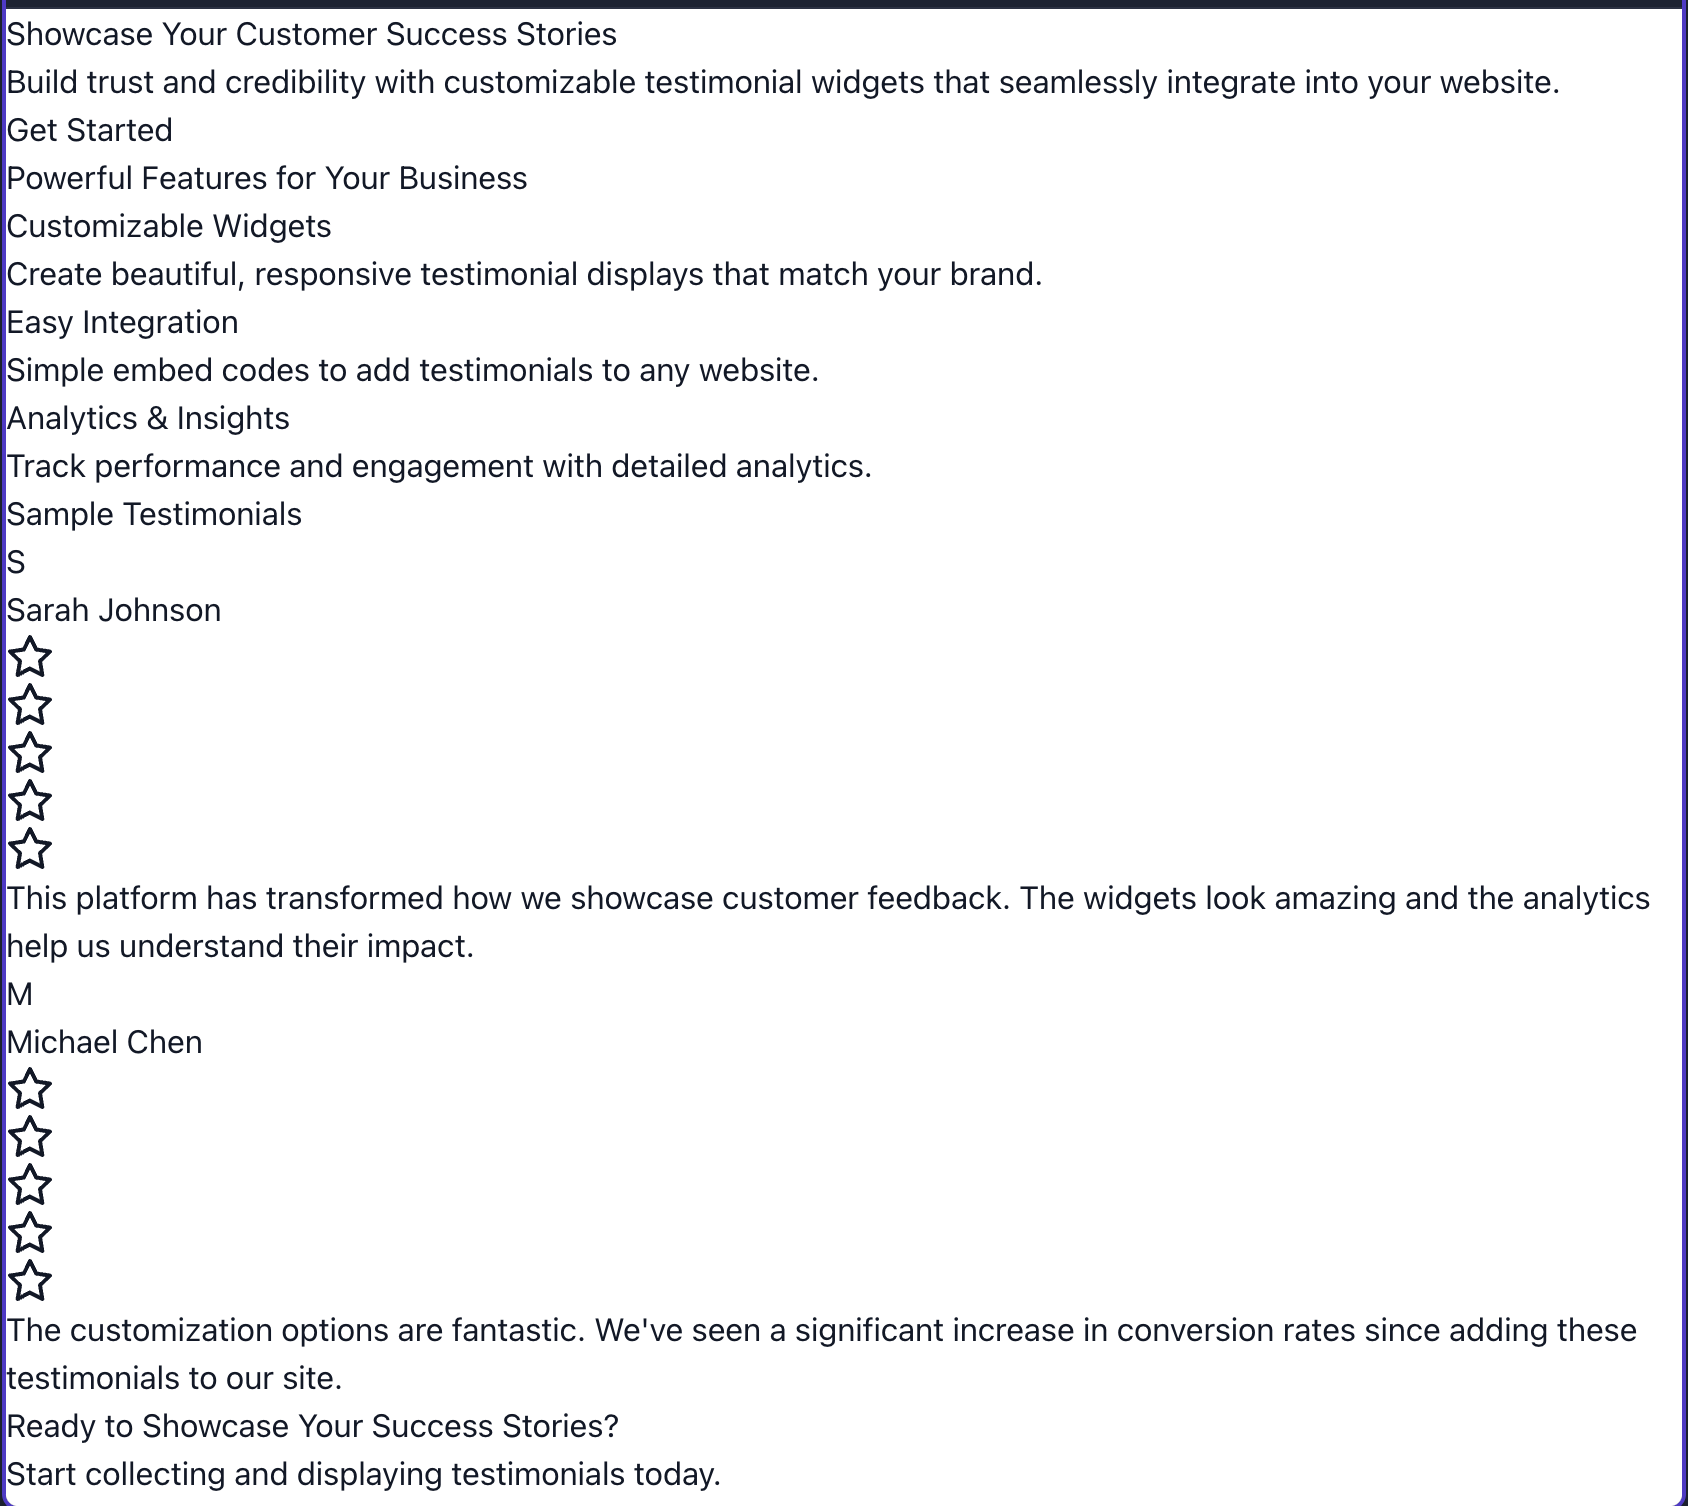 Showcase Your Customer Success Stories
Build trust and credibility with customizable testimonial widgets that seamlessly integrate into your website.
Get Started
Powerful Features for Your Business
Customizable Widgets
Create beautiful, responsive testimonial displays that match your brand.
Easy Integration
Simple embed codes to add testimonials to any website.
Analytics & Insights
Track performance and engagement with detailed analytics.
Sample Testimonials
S
Sarah Johnson
This platform has transformed how we showcase customer feedback. The widgets look amazing and the analytics
help us understand their impact.
M
Michael Chen
The customization options are fantastic. We've seen a significant increase in conversion rates since adding these
testimonials to our site.
Ready to Showcase Your Success Stories?
Start collecting and displaying testimonials today.